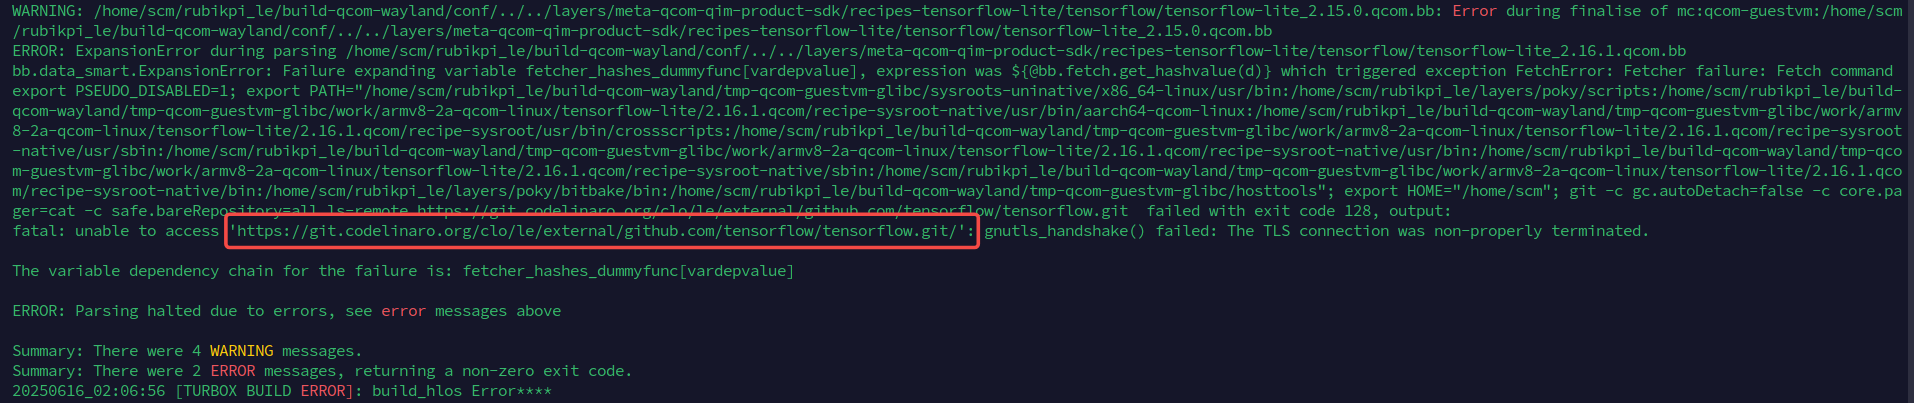 WARNING: /home/scm/rubikpi_le/build-qcom-wayland/conf/../../layers/meta-qcom-qim-product-sdk/recipes-tensorflow-lite/tensorflow/tensorflow-lite_2.15.0.qcom.bb: Error during finalise of mc:qcom-guestvm:/home/scm
/rubikpi_le/build-qcom-wayland/conf/../../layers/meta-qcom-qim-product-sdk/recipes-tensorflow-lite/tensorflow/tensorflow-lite_2.15.0.qcom.bb
ERROR: ExpansionError during parsing /home/scm/rubikpi_le/build-qcom-wayland/conf/../../layers/meta-qcom-qim-product-sdk/recipes-tensorflow-lite/tensorflow/tensorflow-lite_2.16.1.qcom.bb
bb.data_smart.ExpansionError: Failure expanding variable fetcher_hashes_dummyfunc[vardepvalue], expression was ${@bb.fetch.get_hashvalue(d)} which triggered exception FetchError: Fetcher failure: Fetch command
export PSEUDO_DISABLED=1; export PATH="/home/scm/rubikpi_le/build-qcom-wayland/tmp-qcom-guestvm-glibc/sysroots-uninative/x86_64-linux/usr/bin:/home/scm/rubikpi_le/layers/poky/scripts:/home/scm/rubikpi_le/build-
qcom-wayland/tmp-qcom-guestvm-glibc/work/armv8-2a-qcom-linux/tensorflow-lite/2.16.1.qcom/recipe-sysroot-native/usr/bin/aarch64-qcom-linux:/home/scm/rubikpi_le/build-qcom-wayland/tmp-qcom-guestvm-glibc/work/armv
8-2a-qcom-linux/tensorflow-lite/2.16.1.qcom/recipe-sysroot/usr/bin/crossscripts:/home/scm/rubikpi_le/build-qcom-wayland/tmp-qcom-guestvm-glibc/work/armv8-2a-qcom-linux/tensorflow-lite/2.16.1.qcom/recipe-sysroot
-native/usr/sbin:/home/scm/rubikpi_le/build-qcom-wayland/tmp-qcom-guestvm-glibc/work/armv8-2a-qcom-linux/tensorflow-lite/2.16.1.qcom/recipe-sysroot-native/usr/bin:/home/scm/rubikpi_le/build-qcom-wayland/tmp-qco
m-guestvm-glibc/work/armv8-2a-qcom-linux/tensorflow-lite/2.16.1.qcom/recipe-sysroot-native/sbin:/home/scm/rubikpi_le/build-qcom-wayland/tmp-qcom-guestvm-glibc/work/armv8-2a-qcom-linux/tensorflow-lite/2.16.1.qco
m/recipe-sysroot-native/bin:/home/scm/rubikpi_le/layers/poky/bitbake/bin:/home/scm/rubikpi_le/build-qcom-wayland/tmp-qcom-guestvm-glibc/hosttools"; export HOME="/home/scm"; git -c gc.autoDetach=false -c core.pa
ger=cat -c safe.bareRepository=all ls-remote https://git.codelinaro.org/clo/le/external/github.com/tensorflow/tensorflow.git  failed with exit code 128, output:
fatal: unable to access 'https://git.codelinaro.org/clo/le/external/github.com/tensorflow/tensorflow.git/': gnutls_handshake() failed: The TLS connection was non-properly terminated.
The variable dependency chain for the failure is: fetcher_hashes_dummyfunc[vardepvalue]
ERROR: Parsing halted due to errors, see error messages above
Summary: There were 4 WARNING messages.
Summary: There were 2 ERROR messages, returning a non-zero exit code.
20250616_02:06:56 [TURBOX BUILD ERROR]: build_hlos Error****